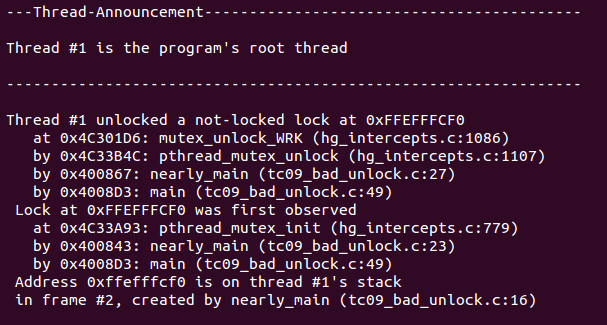 ---Thread-Announcement------------------------------------------
Thread #1 is the program's root thread
----------------------------------------------------------------
Thread #1 unlocked a not-locked lock at 0xFFEFFFCF0
at 0x4C301D6: mutex_unlock_WRK (hg_intercepts.c:1086)
by 0x4C33B4C: pthread_mutex_unlock (hg_intercepts.c:1107)
by 0x400867: nearly_main (tc09_bad_unlock.c:27)
by 0x4008D3: main (tc09_bad_unlock.c:49)
Lock at 0xFFEFFFCF0 was first observed
at 0x4C33A93: pthread_mutex_init (hg_intercepts.c:779)
by 0x400843: nearly_main (tc09_bad_unlock.c:23)
by 0x4008D3: main (tc09_bad_unlock.c:49)
Address 0xffefffcf0 is on thread #1's stack
in frame #2, created by nearly_main (tc09_bad_unlock.c:16)